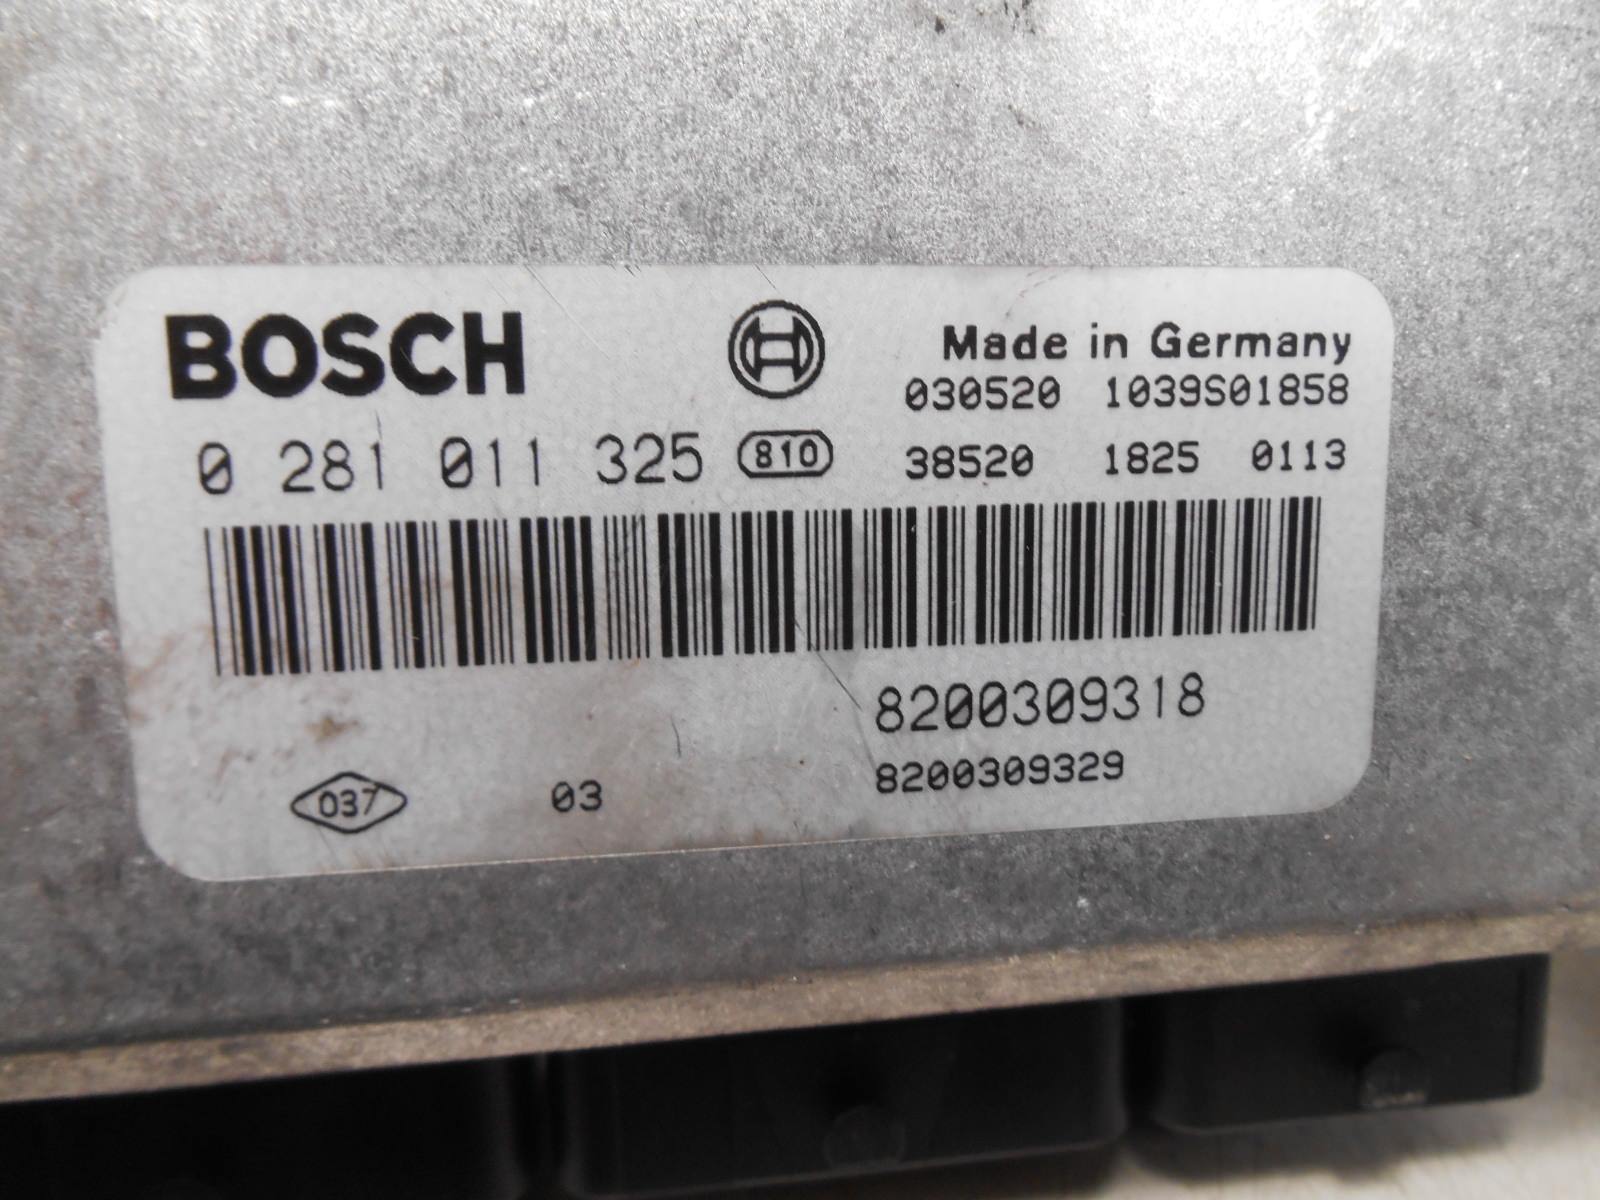 BOSCH
Made in Germany
030520 1039S01858
0 281 011 325 810
38520 1825 0113
8200309318
8200309329
037 03